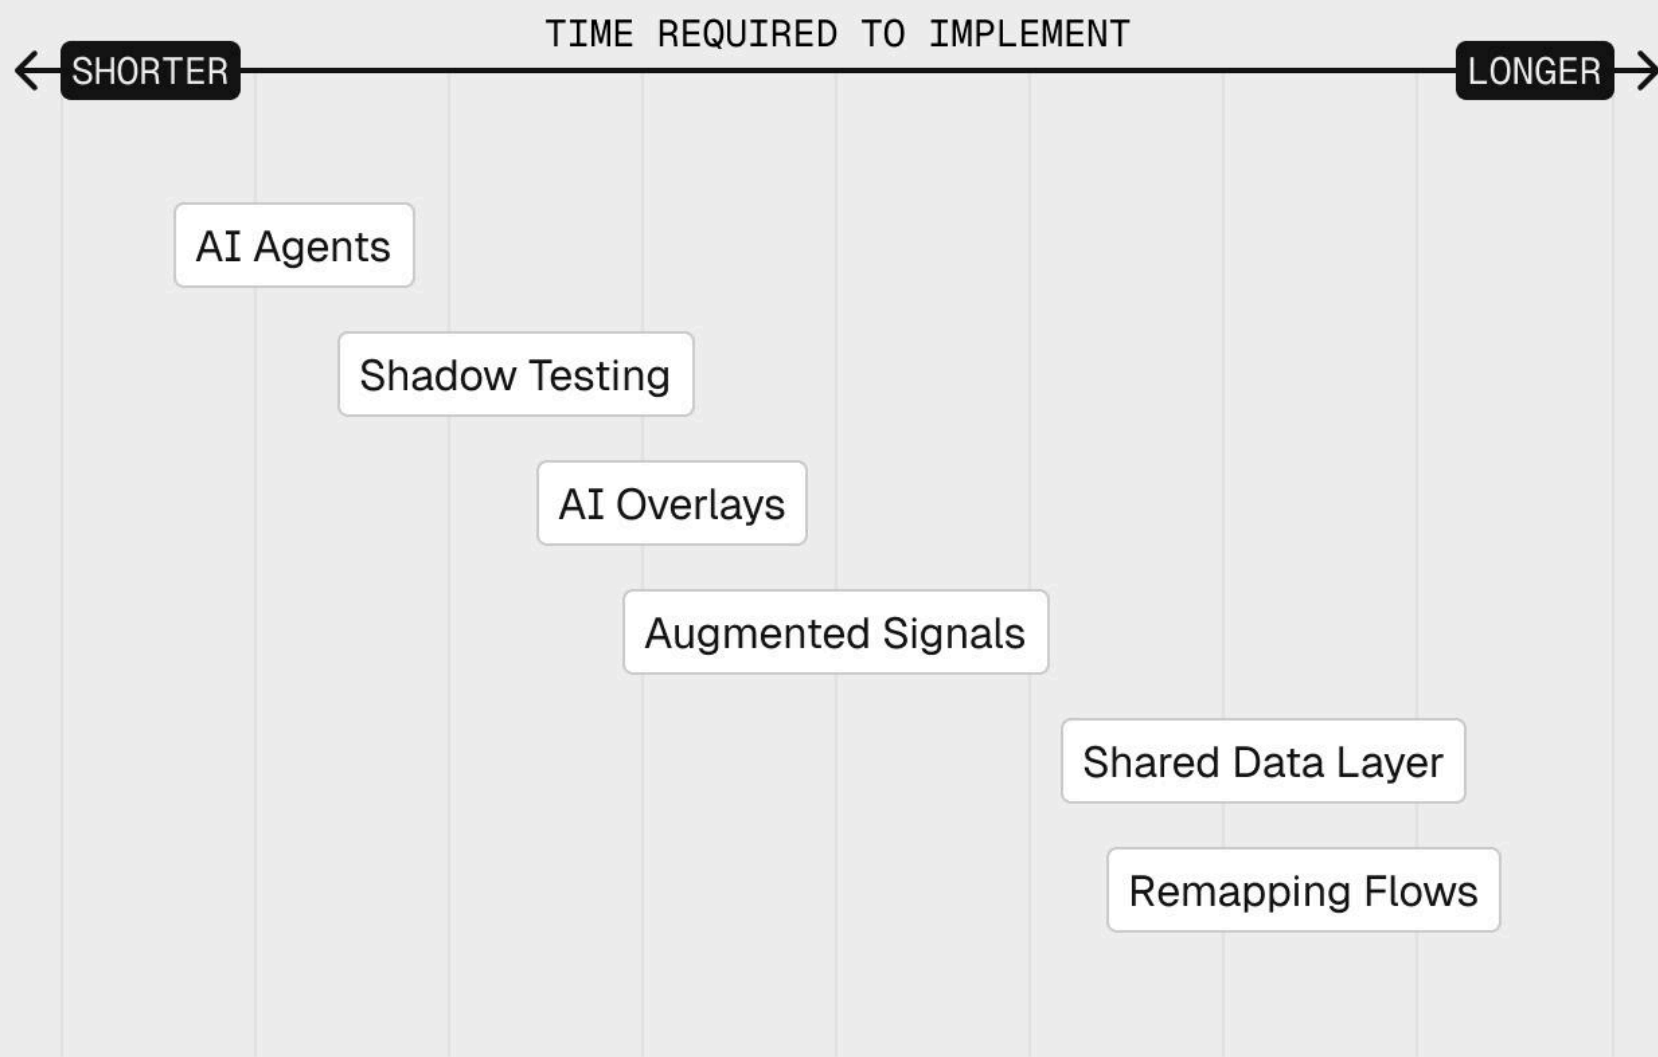 TIME REQUIRED TO IMPLEMENT
SHORTER
LONGER
AI Agents
Shadow Testing
AI Overlays
Augmented Signals
Shared Data Layer
Remapping Flows